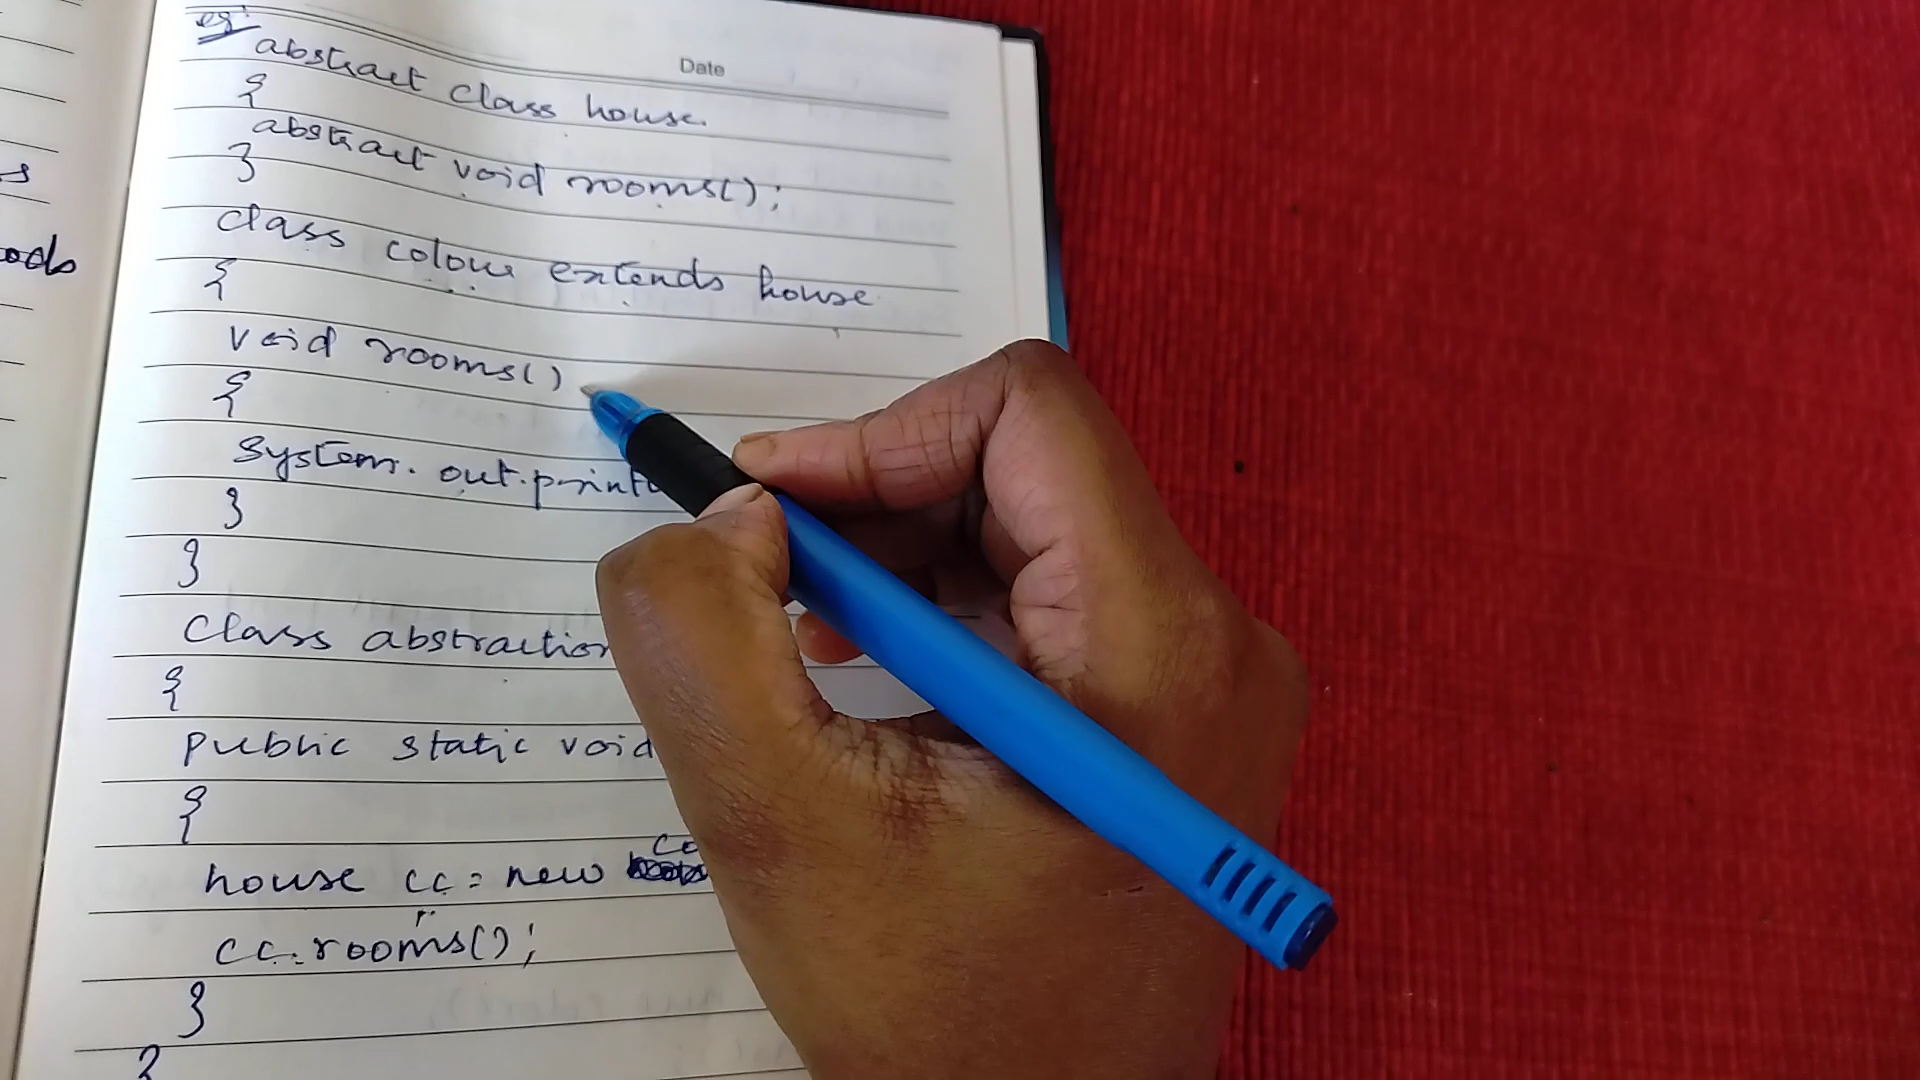 eg:
Date
abstract class house.
{
abstract void rooms();
}
class colour extends house
{
void rooms()
{
System.out.print
}
}
class abstraction
{
public static void
{
house cc = new co
cc.rooms();
}
}
s
ods